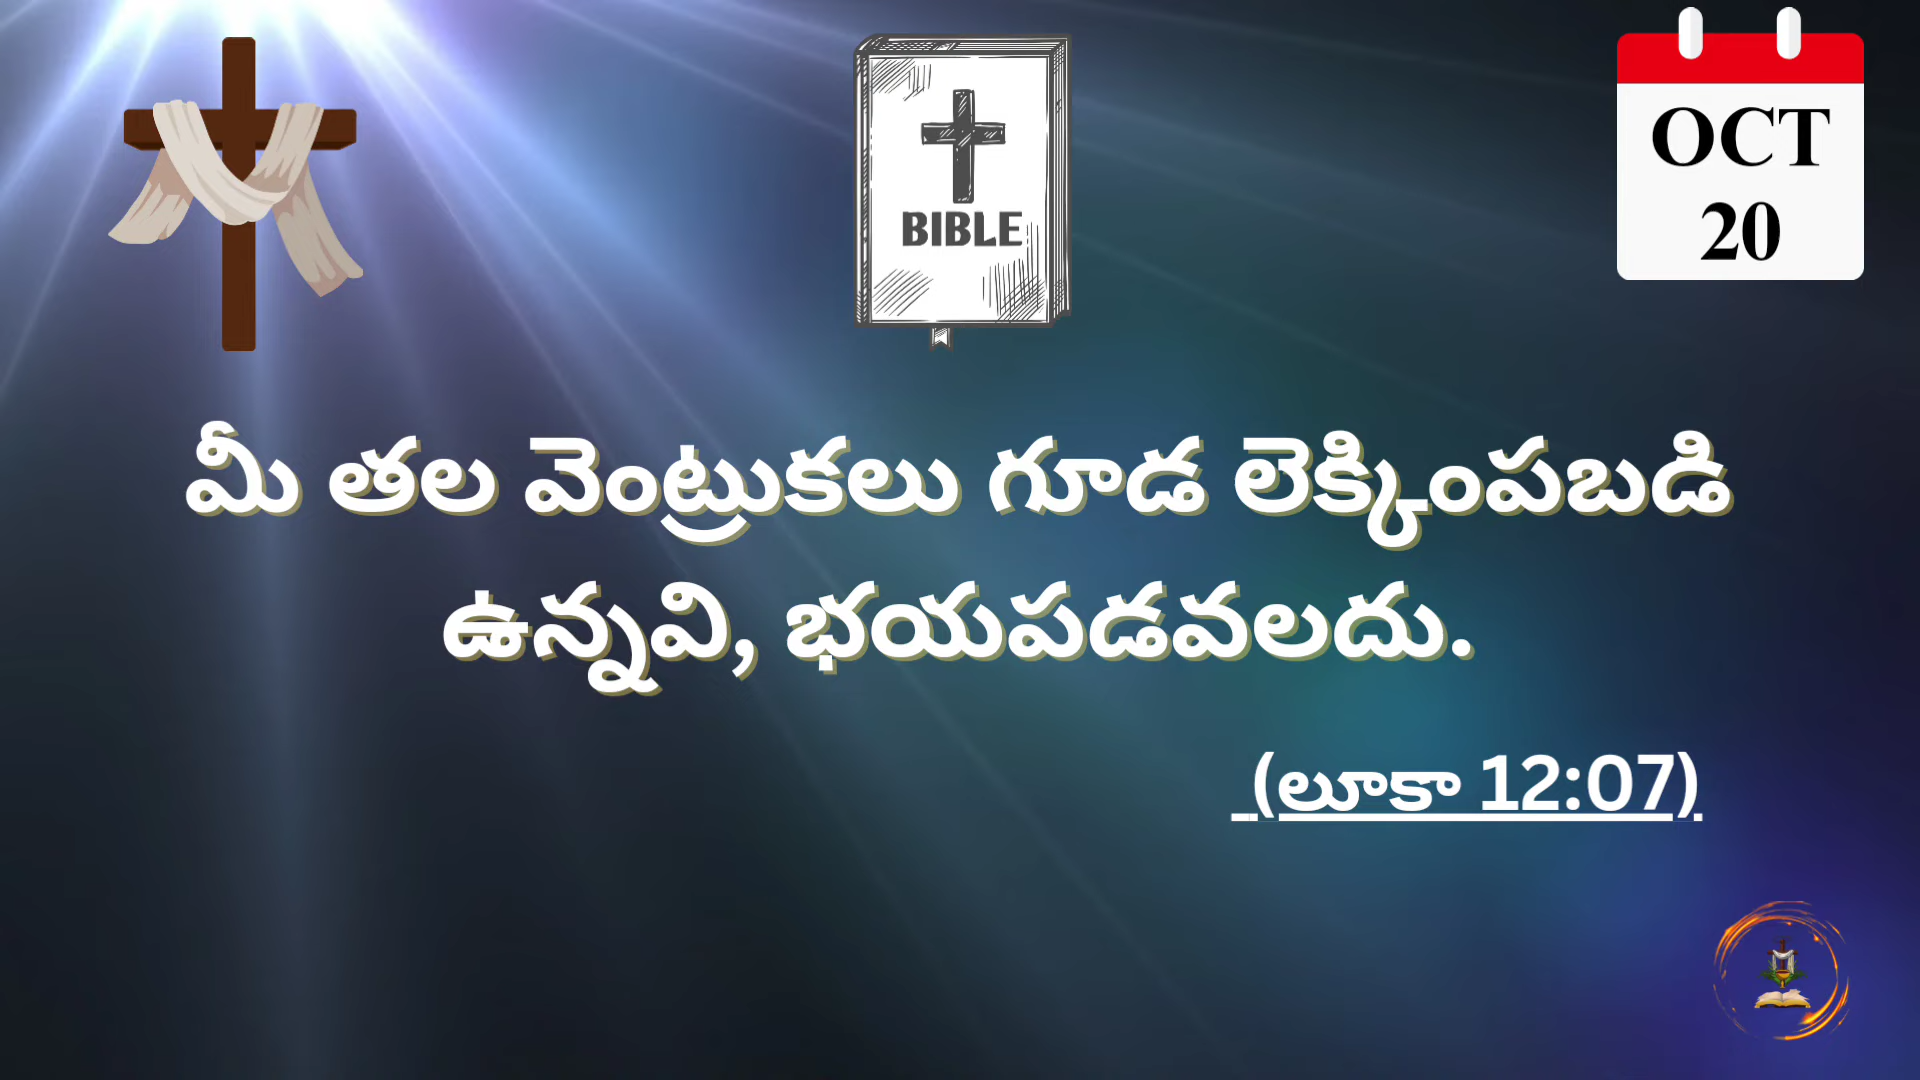 BIBLE
OCT
20
మీ తల వెంట్రుకలు గూడ లెక్కింపబడి
ఉన్నవి, భయపడవలదు.
(లూకా 12:07)